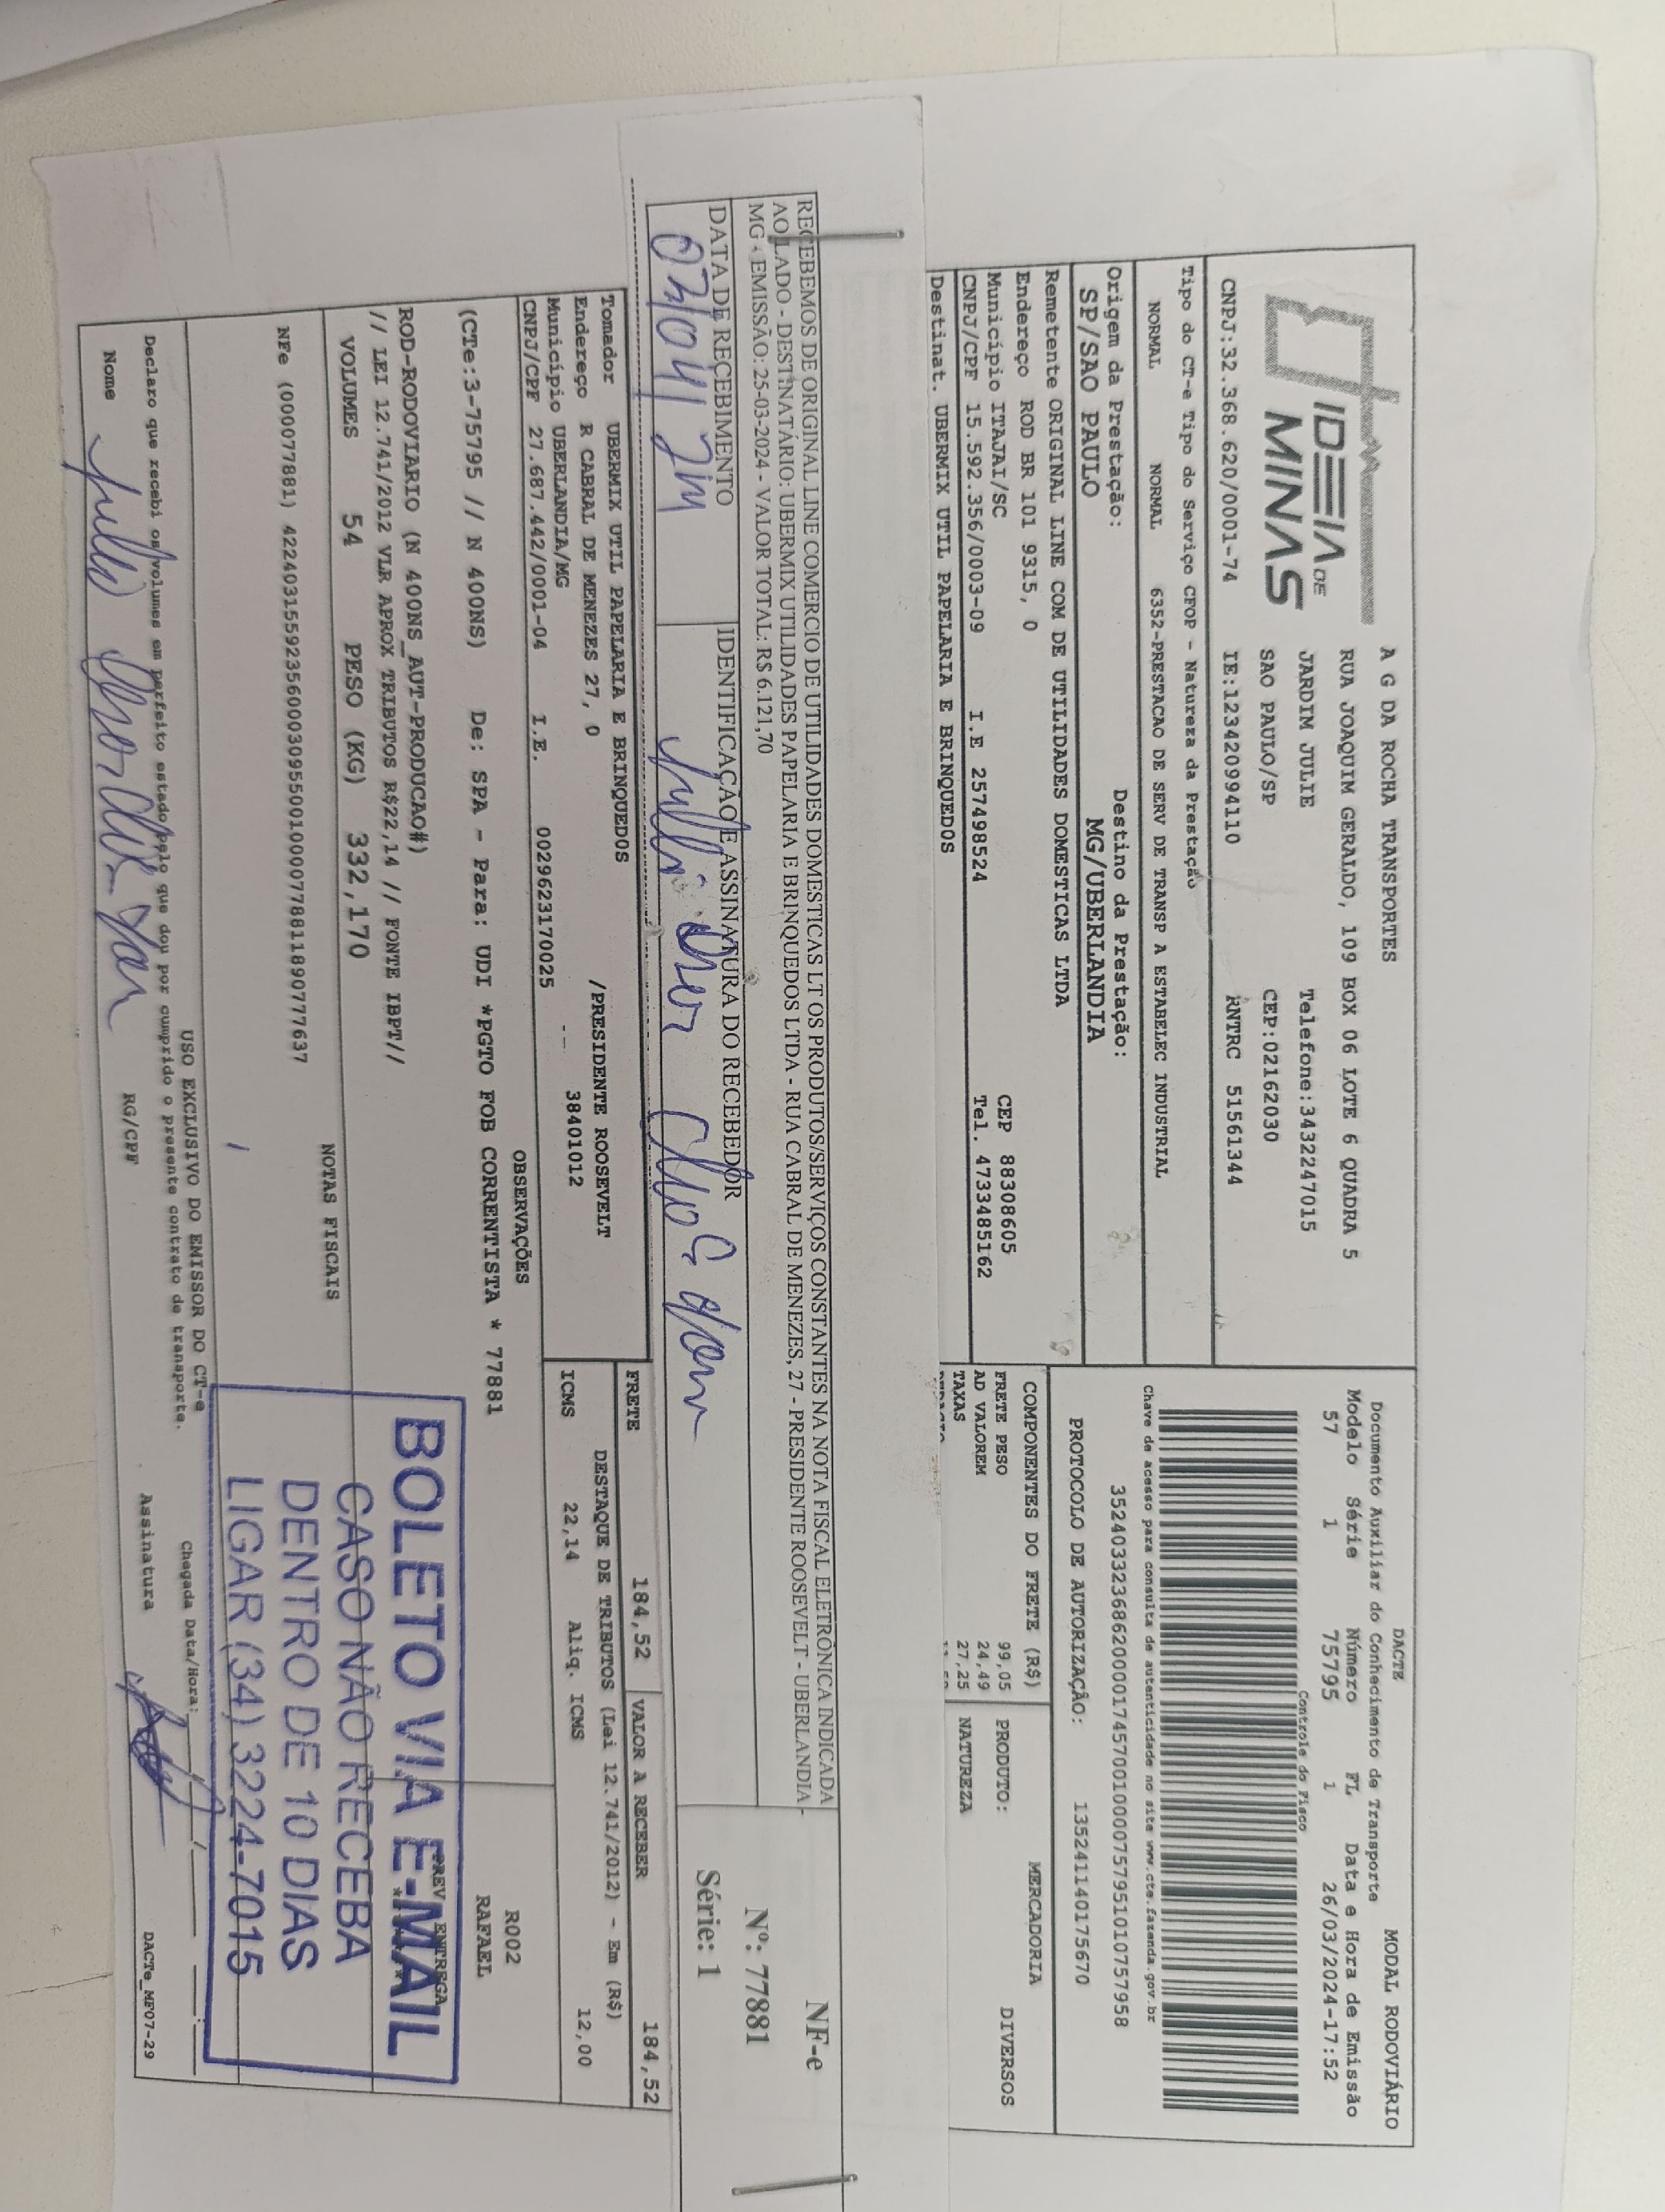 IDEIA DE
MINAS
A G DA ROCHA TRANSPORTES
RUA JOAQUIM GERALDO, 109 BOX 06 LOTE 6 QUADRA 5
JARDIM JULIE Telefone:3432247015
SAO PAULO/SP CEP:02162030
CNPJ:32.368.620/0001-74 IE:123420994110 RNTRC 51561344
DACTE MODAL RODOVIÁRIO
Documento Auxiliar do Conhecimento de Transporte
Modelo Série Número FL Data e Hora de Emissão
57 1 75795 1 26/03/2024-17:52
Controle do Fisco
Chave de acesso para consulta de autenticidade no site www.cte.fazenda.gov.br
35240332368620000174570010000757951010757958
PROTOCOLO DE AUTORIZAÇÃO: 135241140175670
Tipo do CT-e Tipo do Serviço CFOP - Natureza da Prestação
NORMAL NORMAL 6352-PRESTACAO DE SERV DE TRANSP A ESTABELEC INDUSTRIAL
Origem da Prestação: Destino da Prestação:
SP/SAO PAULO MG/UBERLANDIA
Remetente ORIGINAL LINE COM DE UTILIDADES DOMESTICAS LTDA
Endereço ROD BR 101 9315, 0
Município ITAJAI/SC CEP 88308605
CNPJ/CPF 15.592.356/0003-09 I.E 257498524 Tel. 4733485162
Destinat. UBERMIX UTIL PAPELARIA E BRINQUEDOS
COMPONENTES DO FRETE (R$) MERCADORIA
FRETE PESO 99,05 PRODUTO: DIVERSOS
AD VALOREM 24,49
TAXAS 27,25 NATUREZA
RECEBEMOS DE ORIGINAL LINE COMERCIO DE UTILIDADES DOMESTICAS LT OS PRODUTOS/SERVIÇOS CONSTANTES NA NOTA FISCAL ELETRÔNICA INDICADA
AO LADO - DESTINATÁRIO: UBERMIX UTILIDADES PAPELARIA E BRINQUEDOS LTDA - RUA CABRAL DE MENEZES, 27 - PRESIDENTE ROOSEVELT - UBERLANDIA -
MG - EMISSÃO: 25-03-2024 - VALOR TOTAL: R$ 6.121,70
DATA DE RECEBIMENTO IDENTIFICAÇÃO E ASSINATURA DO RECEBEDOR
NF-e
Nº: 77881
Série: 1
Tomador UBERMIX UTIL PAPELARIA E BRINQUEDOS
Endereço R CABRAL DE MENEZES 27, 0 /PRESIDENTE ROOSEVELT
Município UBERLANDIA/MG 38401012
CNPJ/CPF 27.687.442/0001-04 I.E. 0029623170025 --
FRETE 184,52 VALOR A RECEBER 184,52
DESTAQUE DE TRIBUTOS (Lei 12.741/2012) - Em (R$)
ICMS 22,14 Aliq. ICMS 12,00
OBSERVAÇÕES
(CTe:3-75795 // N 400NS) De: SPA - Para: UDI *PGTO FOB CORRENTISTA * 77881
R002
RAFAEL
ROD-RODOVIARIO (N 400NS_AUT-PRODUCAO#)
// LEI 12.741/2012 VLR APROX TRIBUTOS R$22,14 // FONTE IBPT//
PREV ENTREGA
VOLUMES 54 PESO (KG) 332,170
NOTAS FISCAIS
NFe (000077881) 42240315592356000309550010000778811890777637
BOLETO VIA E-MAIL
CASO NÃO RECEBA
DENTRO DE 10 DIAS
LIGAR (34) 3224-7015
USO EXCLUSIVO DO EMISSOR DO CT-e
Declaro que recebi os volumes em perfeito estado pelo que dou por cumprido o presente contrato de transporte.
Chegada Data/Hora:
Nome RG/CPF Assinatura
DACTe_MF07-29